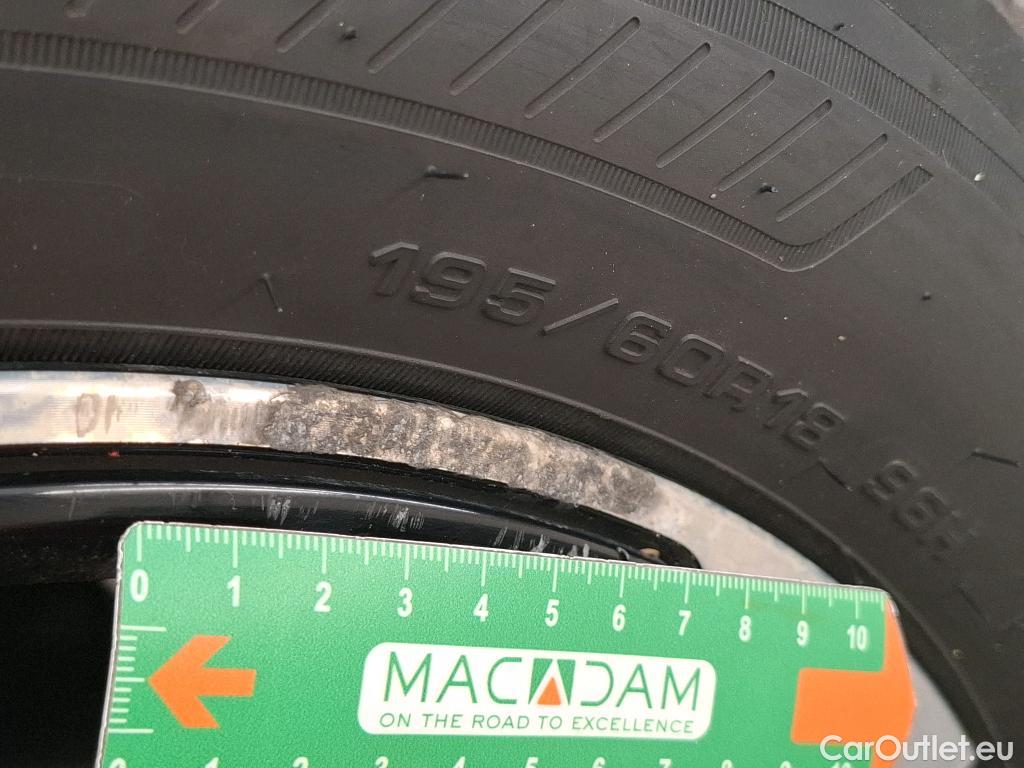 195/60R18 96H
0 1 2 3 4 5 6 7 8 9 10
MACADAM
ON THE ROAD TO EXCELLENCE
CarOutlet.eu